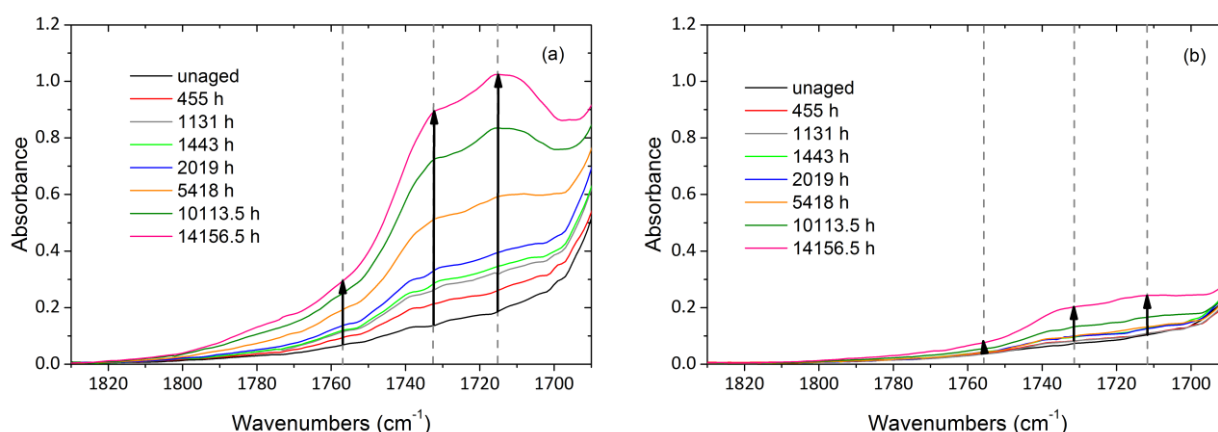 (a)
1.2
1.0
0.8
0.6
0.4
0.2
0.0
Absorbance
unaged
455 h
1131 h
1443 h
2019 h
5418 h
10113.5 h
14156.5 h
1820 1800 1760 1740 1720 1700
Wavenumbers (cm⁻¹)
(b)
1.2
1.0
0.8
0.6
0.4
0.2
0.0
Absorbance
unaged
455 h
1131 h
1443 h
2019 h
5418 h
10113.5 h
14156.5 h
1820 1800 1760 1740 1720 1700
Wavenumbers (cm⁻¹)